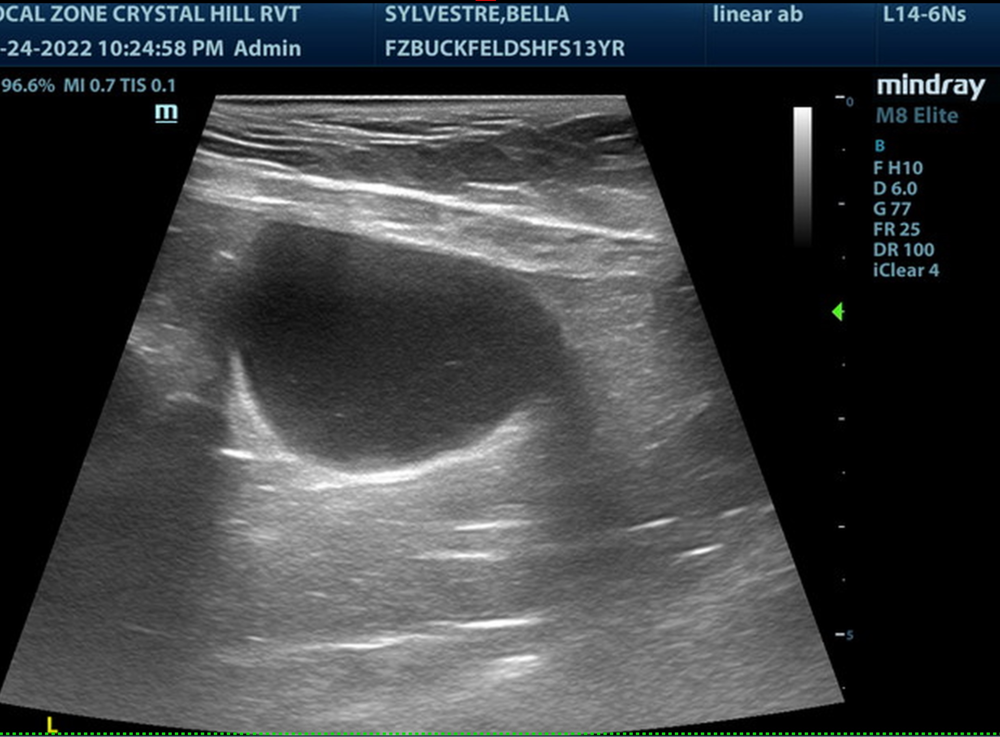 OCAL ZONE CRYSTAL HILL RVT
SYLVESTRE,BELLA
linear ab
L14-6Ns
-24-2022 10:24:58 PM Admin
FZBUCKFELDSHFS13YR
96.6% MI 0.7 TIS 0.1
m
mindray
M8 Elite
0
B
F H10
D 6.0
G 77
FR 25
DR 100
iClear 4
5
L